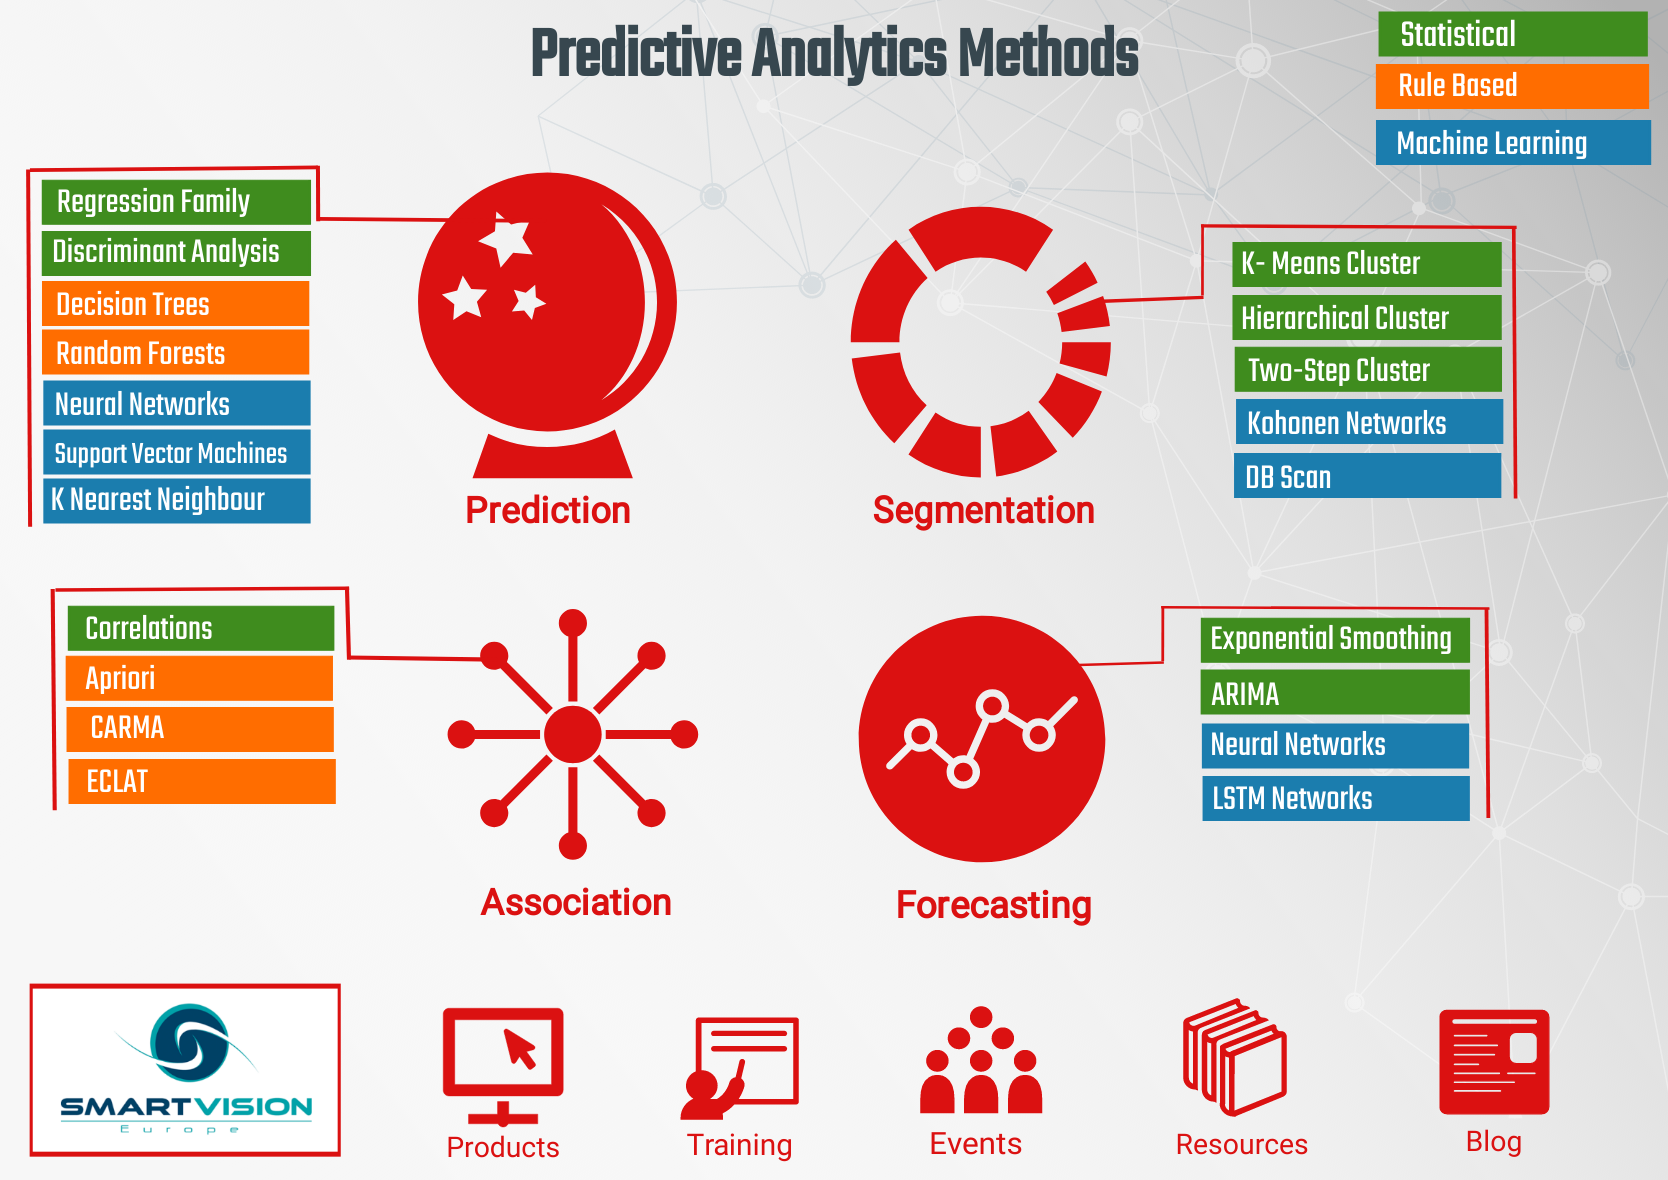 Predictive Analytics Methods
Statistical
Rule Based
Machine Learning
Regression Family
Discriminant Analysis
Decision Trees
Random Forests
Neural Networks
Support Vector Machines
K Nearest Neighbour
Prediction
Segmentation
K- Means Cluster
Hierarchical Cluster
Two-Step Cluster
Kohonen Networks
DB Scan
Correlations
Apriori
CARMA
ECLAT
Association
Forecasting
Exponential Smoothing
ARIMA
Neural Networks
LSTM Networks
SMARTVISION
Europe
Products
Training
Events
Resources
Blog